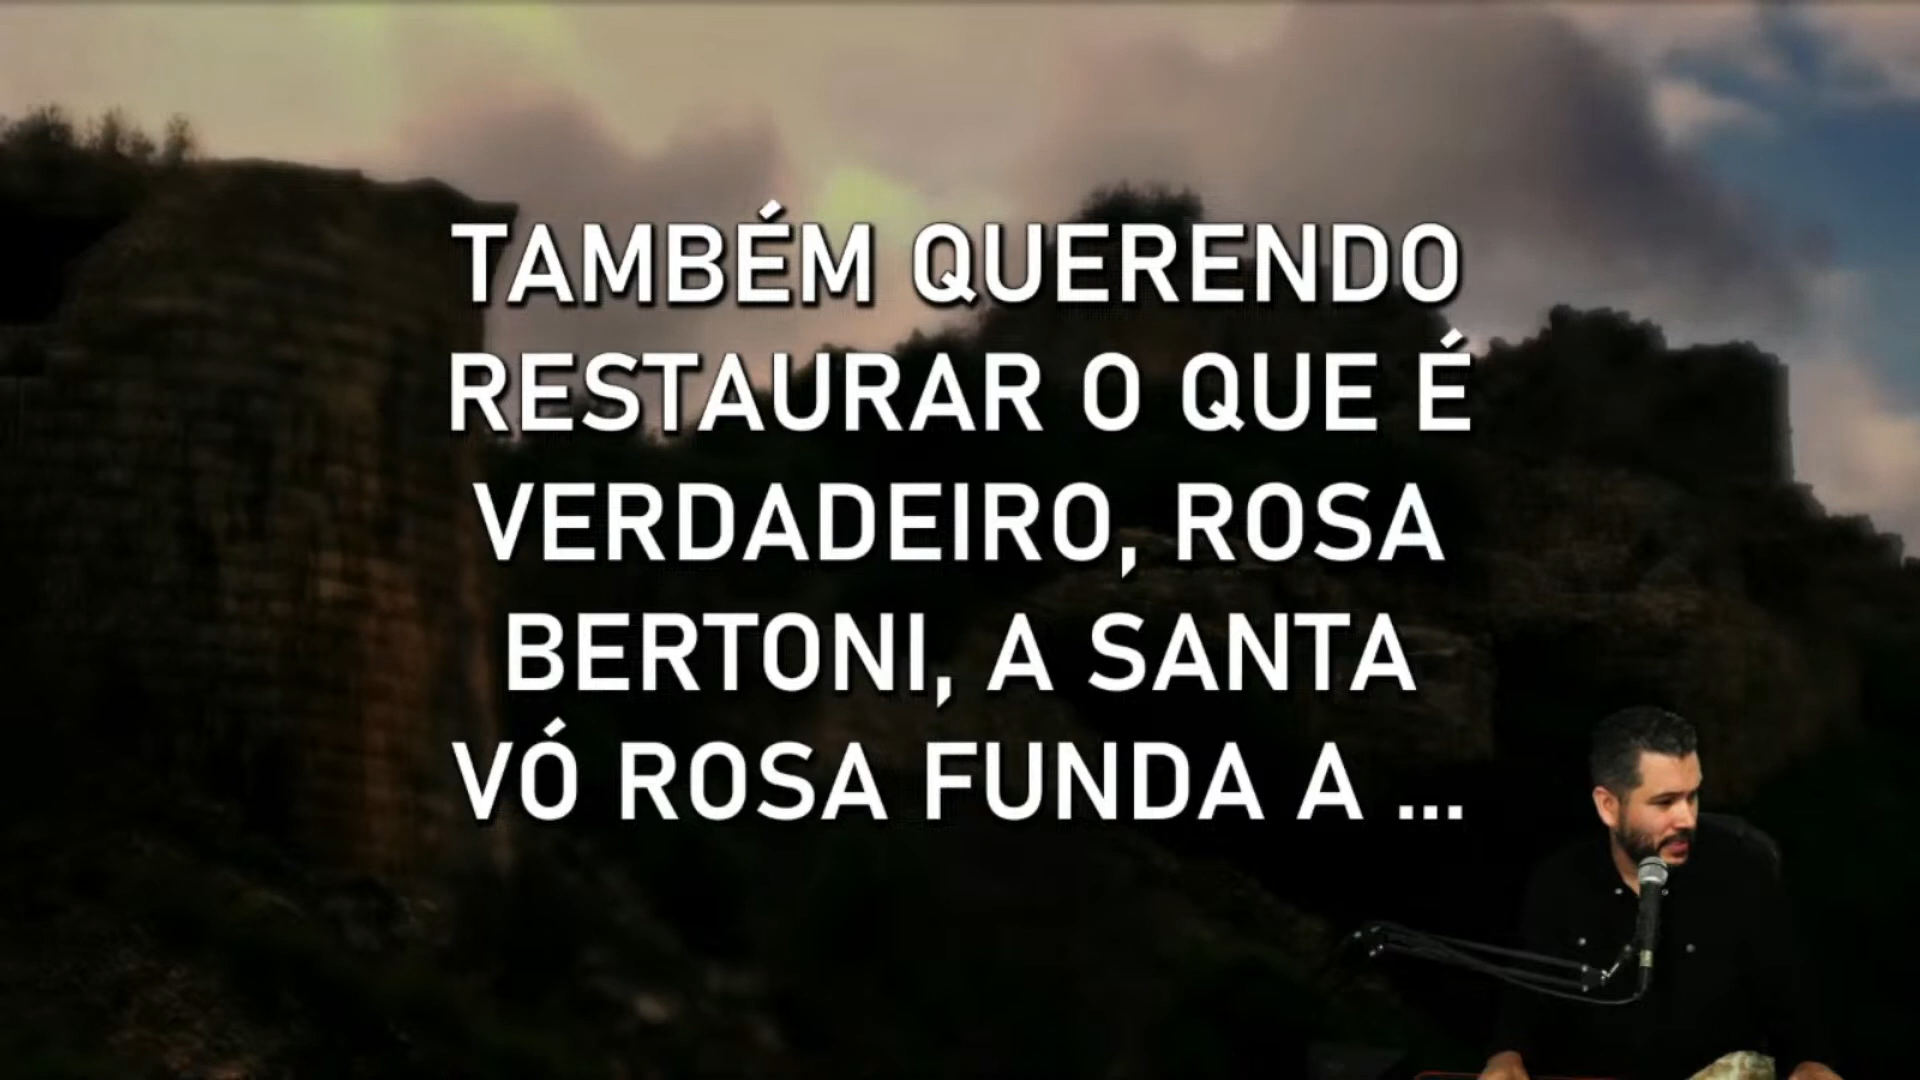 TAMBÉM QUERENDO
RESTAURAR O QUE É
VERDADEIRO, ROSA
BERTONI, A SANTA
VÓ ROSA FUNDA A ...